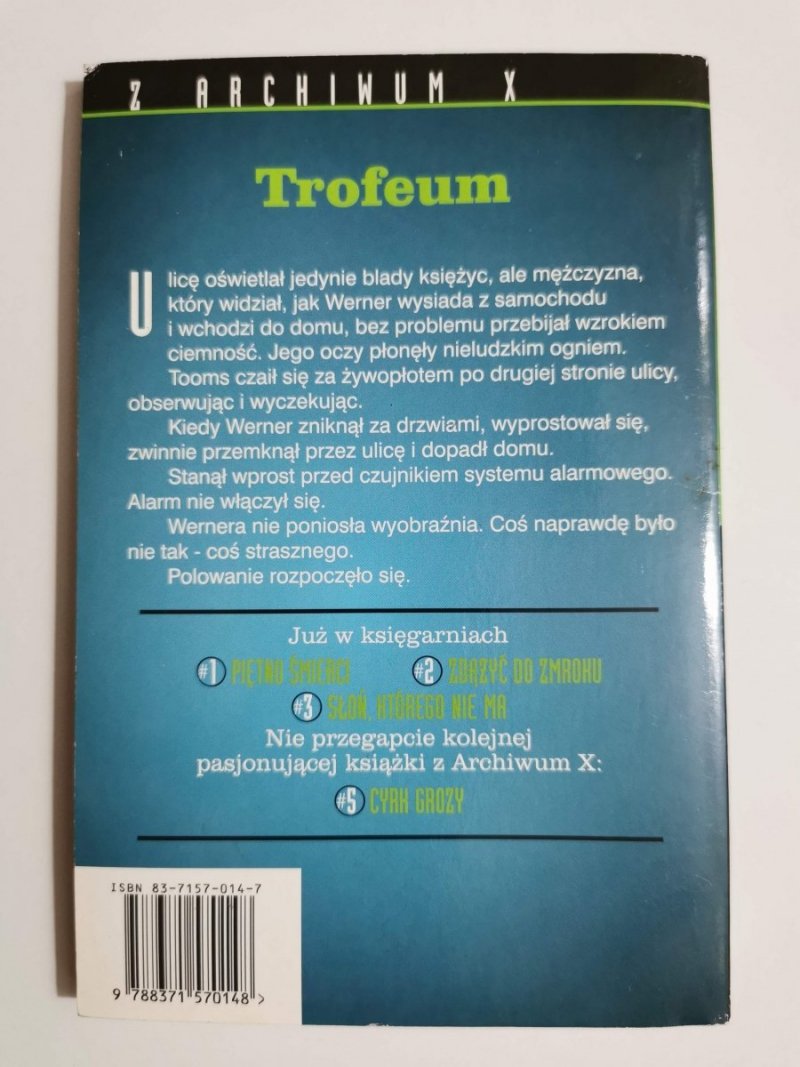 Z ARCHIWUM X
Trofeum
Ulicę oświetlał jedynie blady księżyc, ale mężczyzna,
który widział, jak Werner wysiada z samochodu
i wchodzi do domu, bez problemu przebijał wzrokiem
ciemność. Jego oczy płonęły nieludzkim ogniem.
Tooms czaił się za żywopłotem po drugiej stronie ulicy,
obserwując i wyczekując.
Kiedy Werner zniknął za drzwiami, wyprostował się,
zwinnie przemknął przez ulicę i dopadł domu.
Stanął wprost przed czujnikiem systemu alarmowego.
Alarm nie włączył się.
Wernera nie poniosła wyobraźnia. Coś naprawdę było
nie tak - coś strasznego.
Polowanie rozpoczęło się.
Już w księgarniach
#1 PIĘTNO ŚMIERCI #2 ZDĄŻYĆ DO ZMROKU
#3 SŁOŃ, KTÓREGO NIE MA
Nie przegapcie kolejnej
pasjonującej książki z Archiwum X:
#5 CYRK GROZY
ISBN 83-7157-014-7
9 788371 570148 >